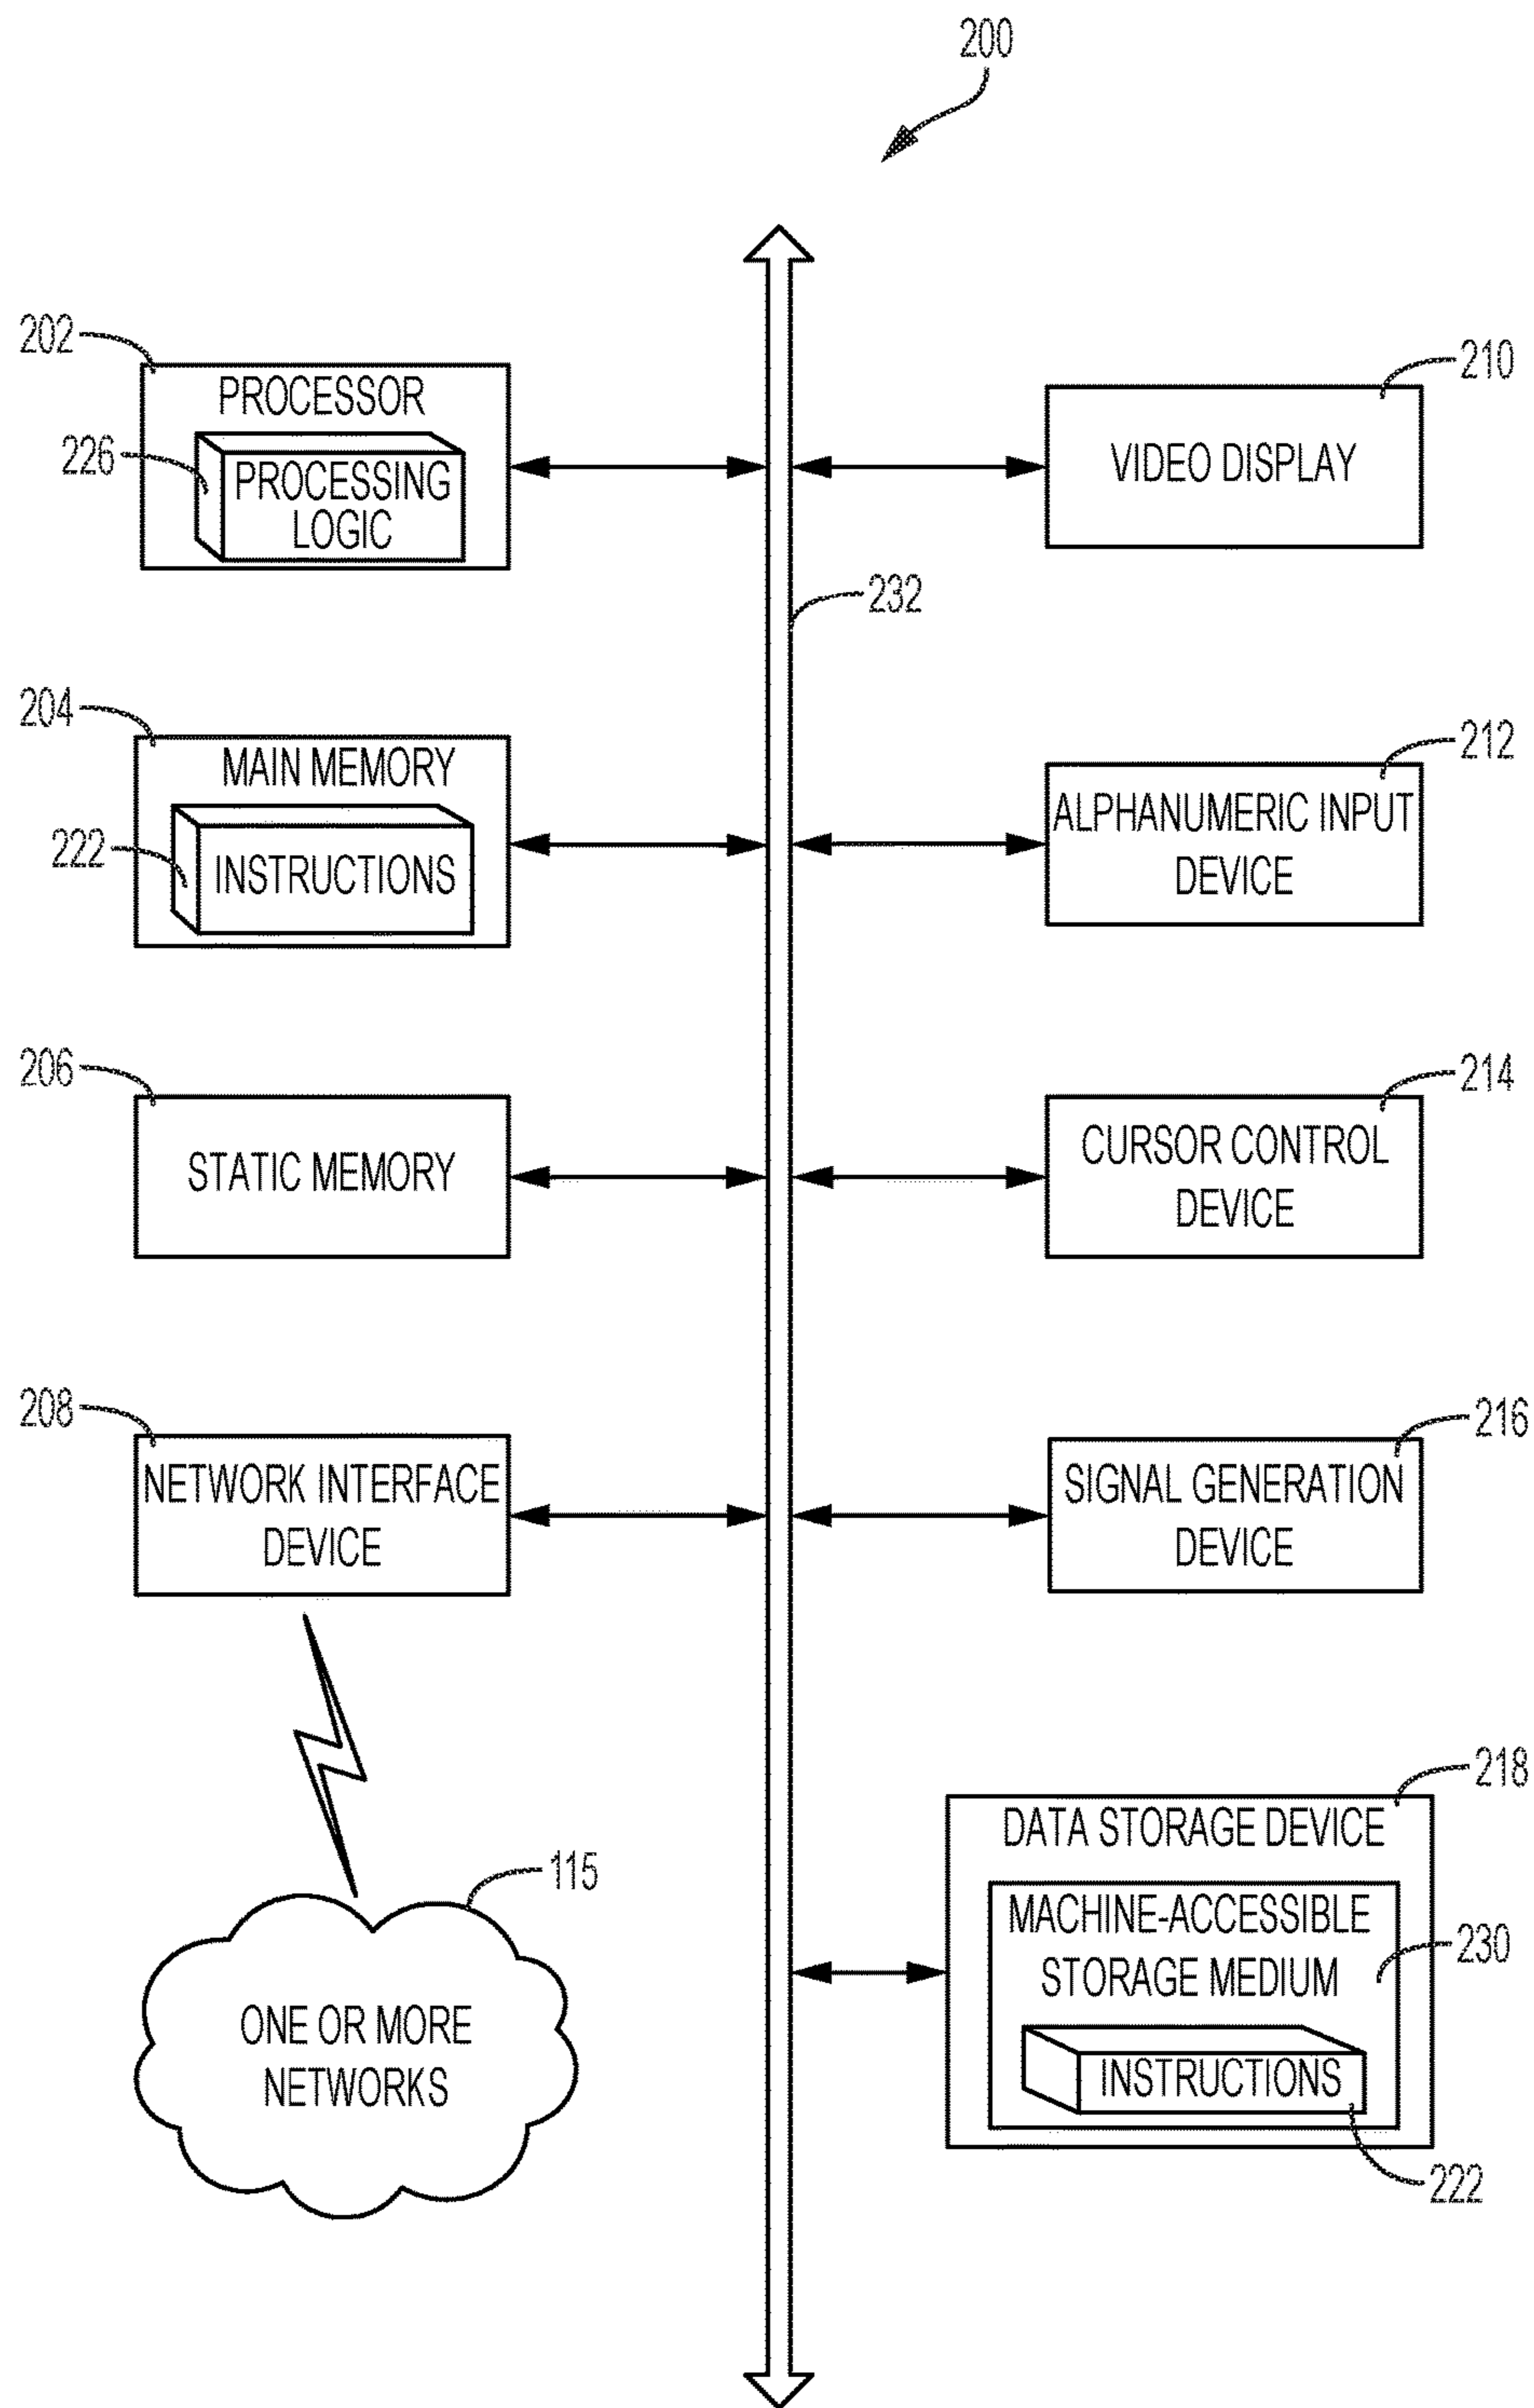 200
202
PROCESSOR
226
PROCESSING
LOGIC
210
VIDEO DISPLAY
232
204
MAIN MEMORY
222
INSTRUCTIONS
212
ALPHANUMERIC INPUT
DEVICE
206
STATIC MEMORY
214
CURSOR CONTROL
DEVICE
208
NETWORK INTERFACE
DEVICE
216
SIGNAL GENERATION
DEVICE
115
ONE OR MORE
NETWORKS
218
DATA STORAGE DEVICE
MACHINE-ACCESSIBLE
STORAGE MEDIUM
230
INSTRUCTIONS
222